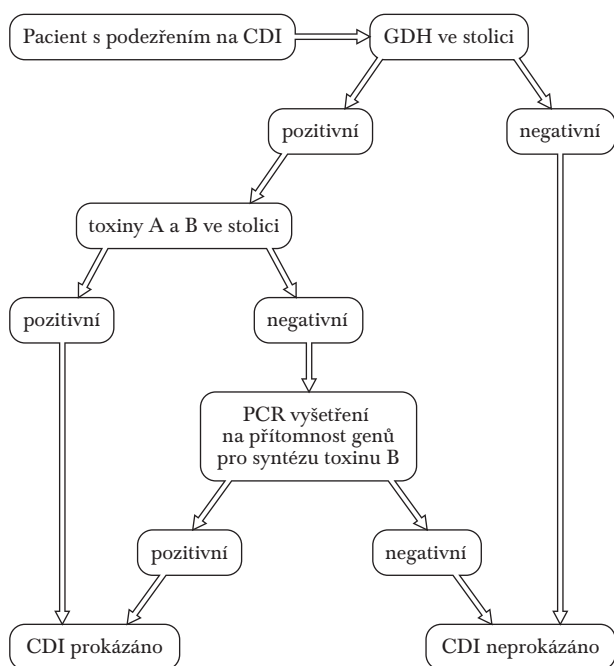 Pacient s podezřením na CDI
GDH ve stolici
pozitivní
negativní
toxiny A a B ve stolici
pozitivní
negativní
PCR vyšetření
na přítomnost genů
pro syntézu toxinu B
pozitivní
negativní
CDI prokázáno
CDI neprokázáno